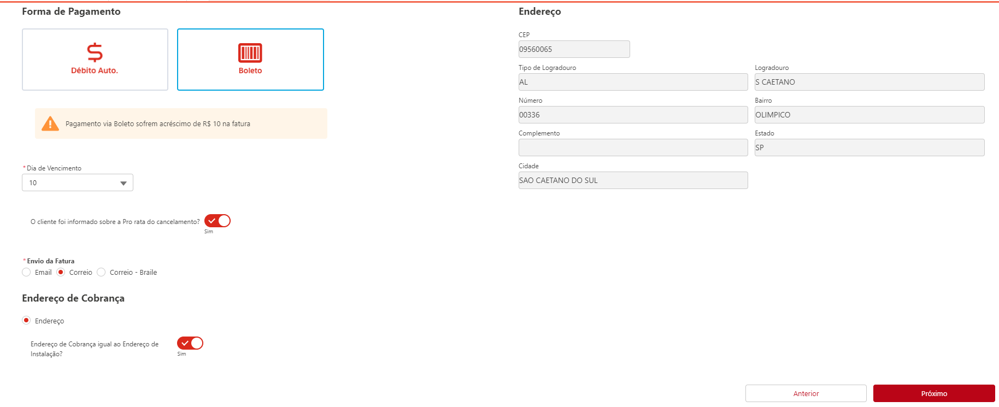 Forma de Pagamento
Débito Auto.
Boleto
Pagamento via Boleto sofrem acréscimo de R$ 10 na fatura
*Dia de Vencimento
10
O cliente foi informado sobre a Pro rata do cancelamento?
Sim
*Envio da Fatura
Email Correio Correio - Braile
Endereço de Cobrança
Endereço
Endereço de Cobrança igual ao Endereço de
Instalação?
Sim
Endereço
CEP
09560065
Tipo de Logradouro
AL
Logradouro
S CAETANO
Número
00336
Bairro
OLIMPICO
Complemento
Estado
SP
Cidade
SAO CAETANO DO SUL
Anterior
Próximo